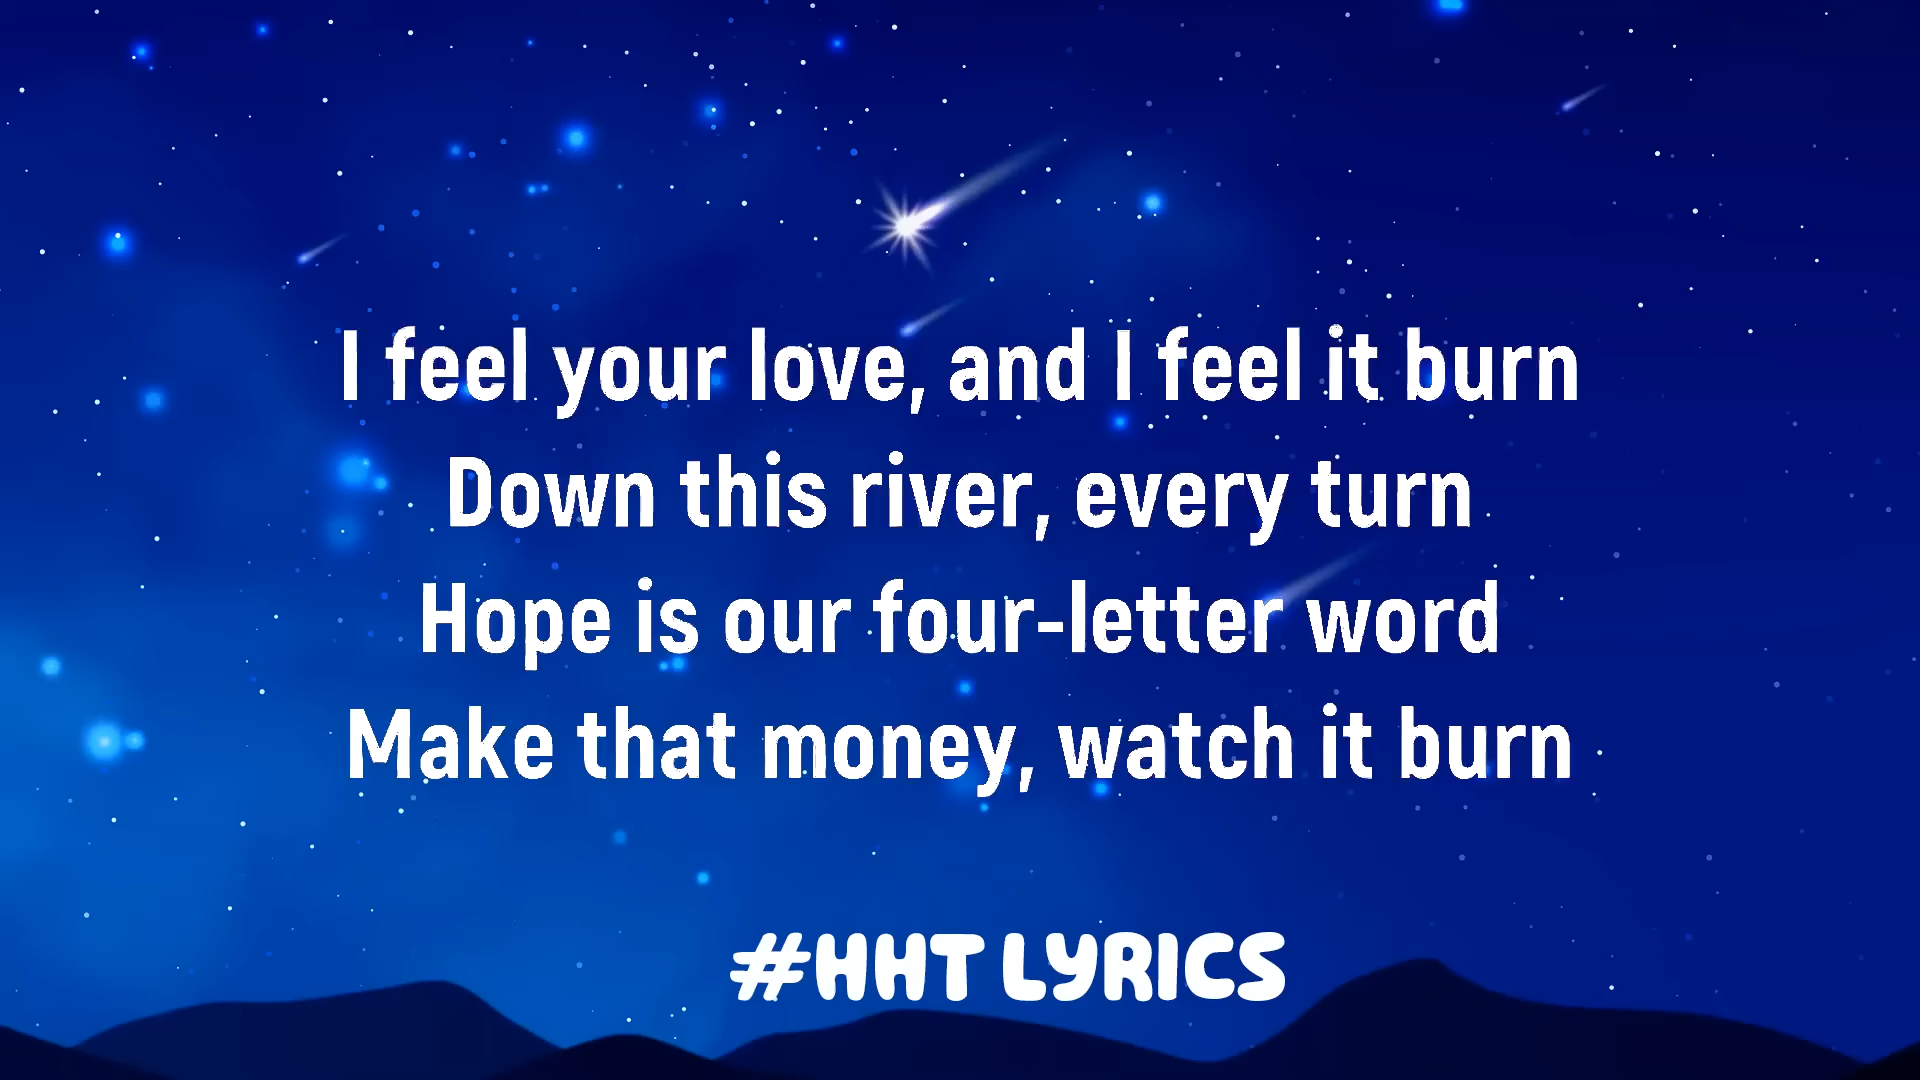 I feel your love, and I feel it burn
Down this river, every turn
Hope is our four-letter word
Make that money, watch it burn
#HHT LYRICS